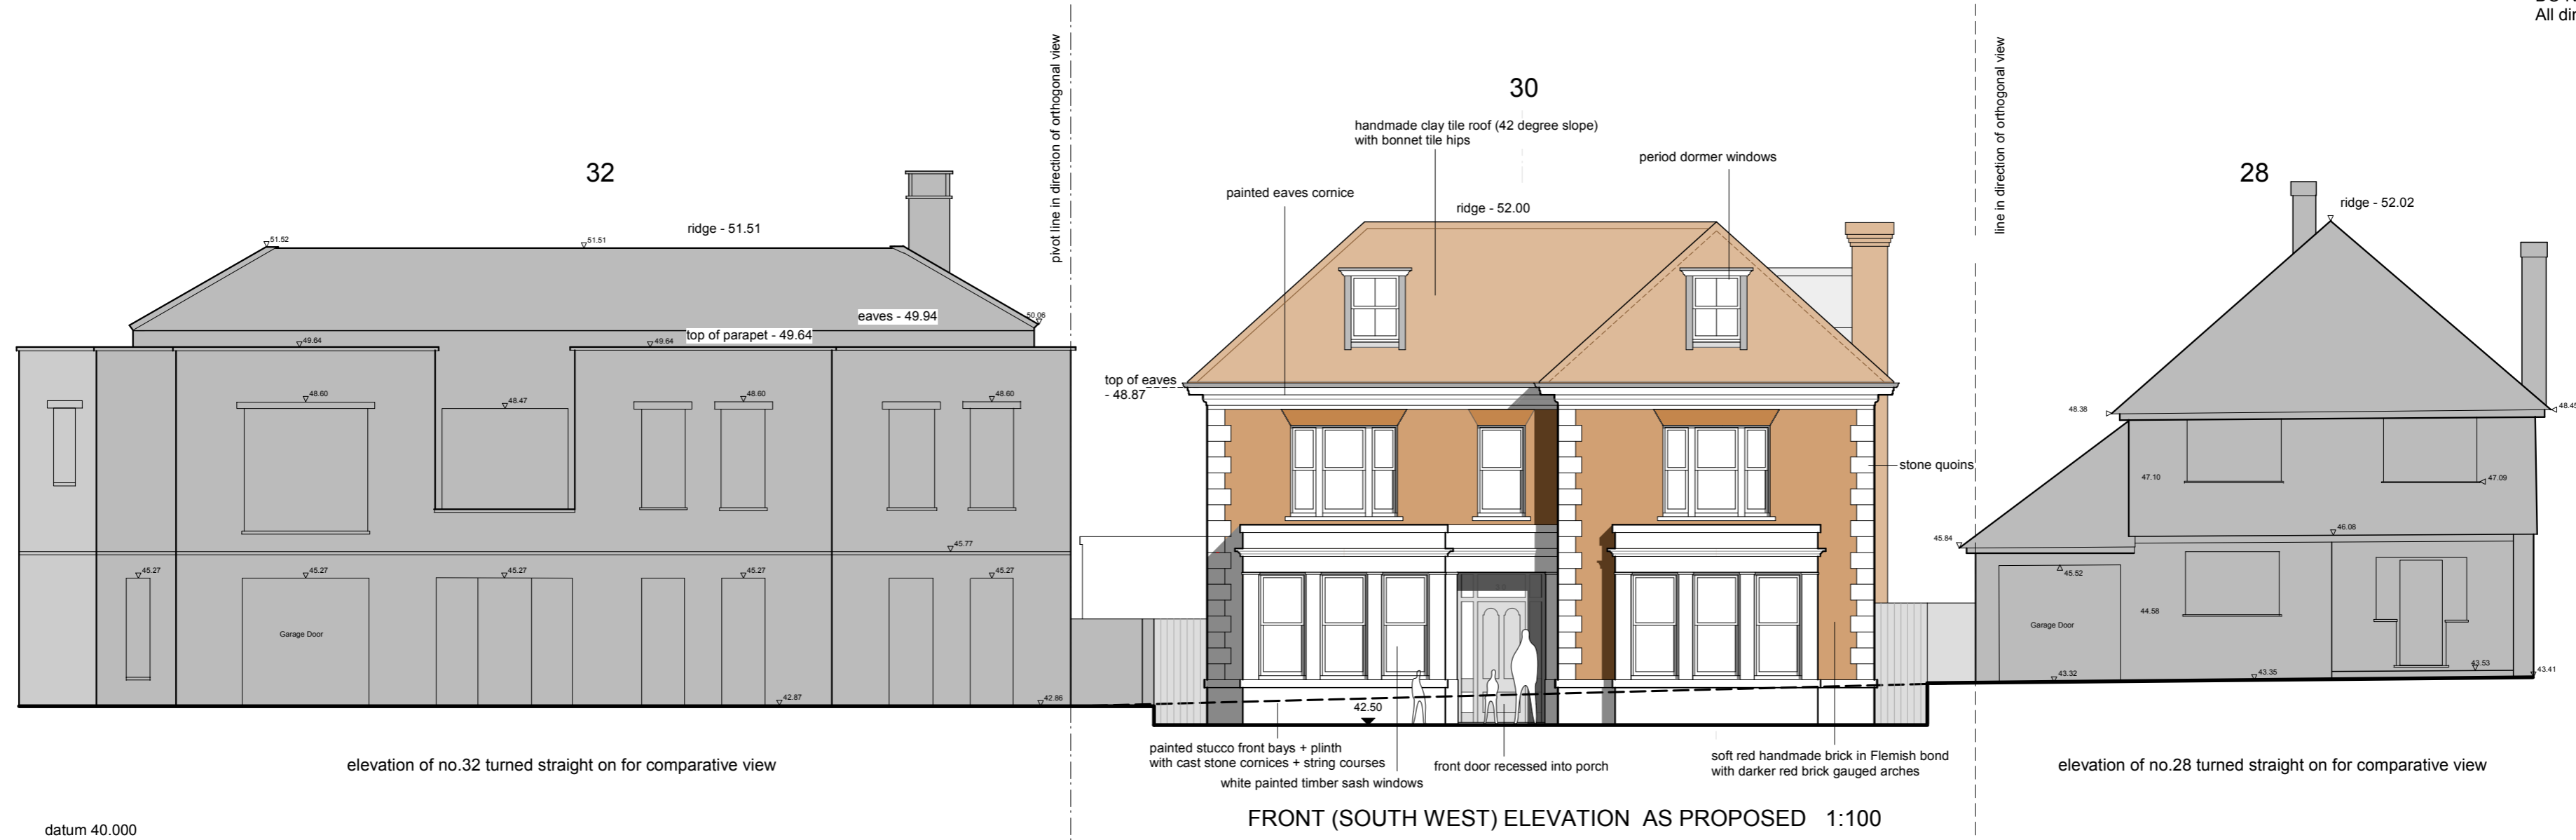 All dir
pivot line in direction of orthogonal view
line in direction of orthogonal view
32
30
28
handmade clay tile roof (42 degree slope)
with bonnet tile hips
period dormer windows
painted eaves cornice
ridge - 51.51
ridge - 52.00
ridge - 52.02
51.52
51.51
eaves - 49.94
50.06
top of parapet - 49.64
49.64
49.64
top of eaves
- 48.87
48.60
48.47
48.60
48.60
48.38
48.45
stone quoins
47.10
47.09
46.08
45.77
45.84
45.27
45.27
45.27
45.27
45.27
45.52
44.58
Garage Door
Garage Door
42.87
42.86
42.50
43.32
43.35
43.53
43.41
painted stucco front bays + plinth
with cast stone cornices + string courses
white painted timber sash windows
front door recessed into porch
soft red handmade brick in Flemish bond
with darker red brick gauged arches
elevation of no.32 turned straight on for comparative view
elevation of no.28 turned straight on for comparative view
FRONT (SOUTH WEST) ELEVATION AS PROPOSED 1:100
datum 40.000